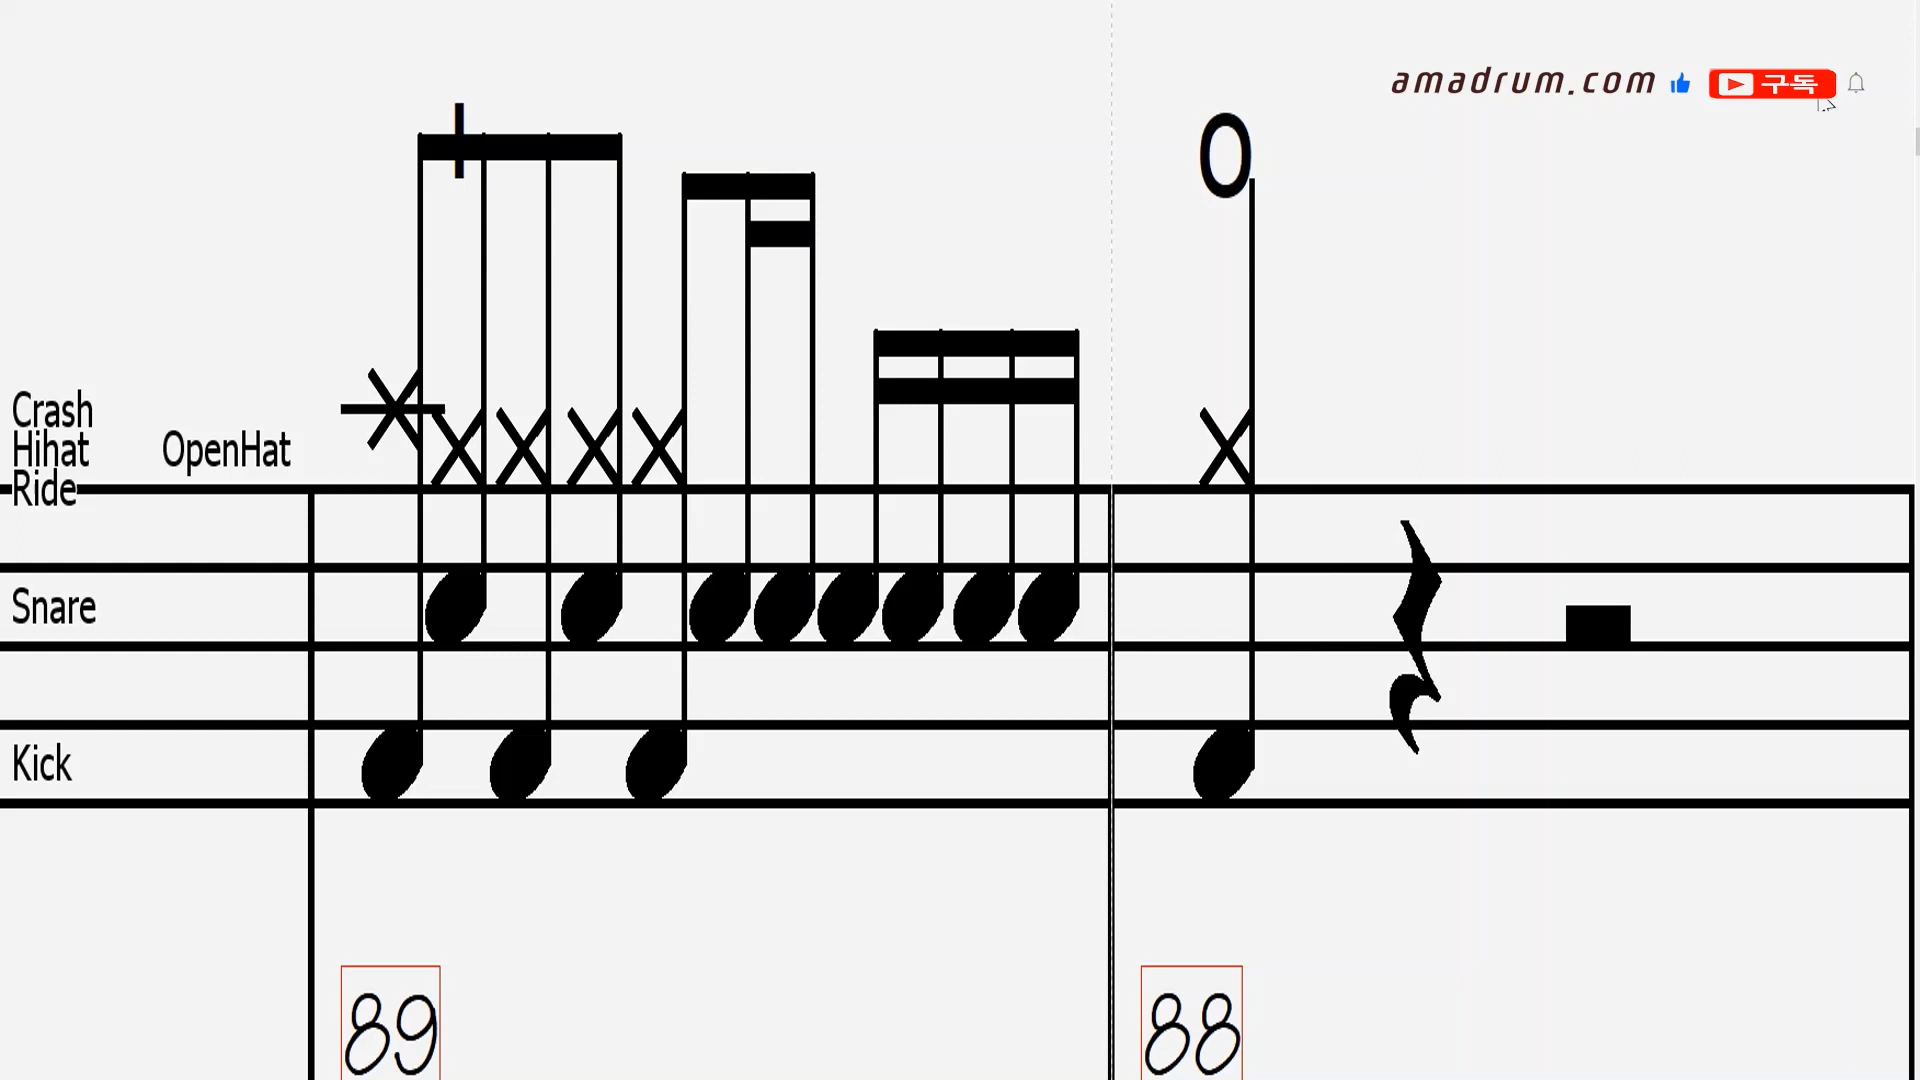 amadrum.com 구독
Crash
Hihat OpenHat
Ride
Snare
Kick
89 88